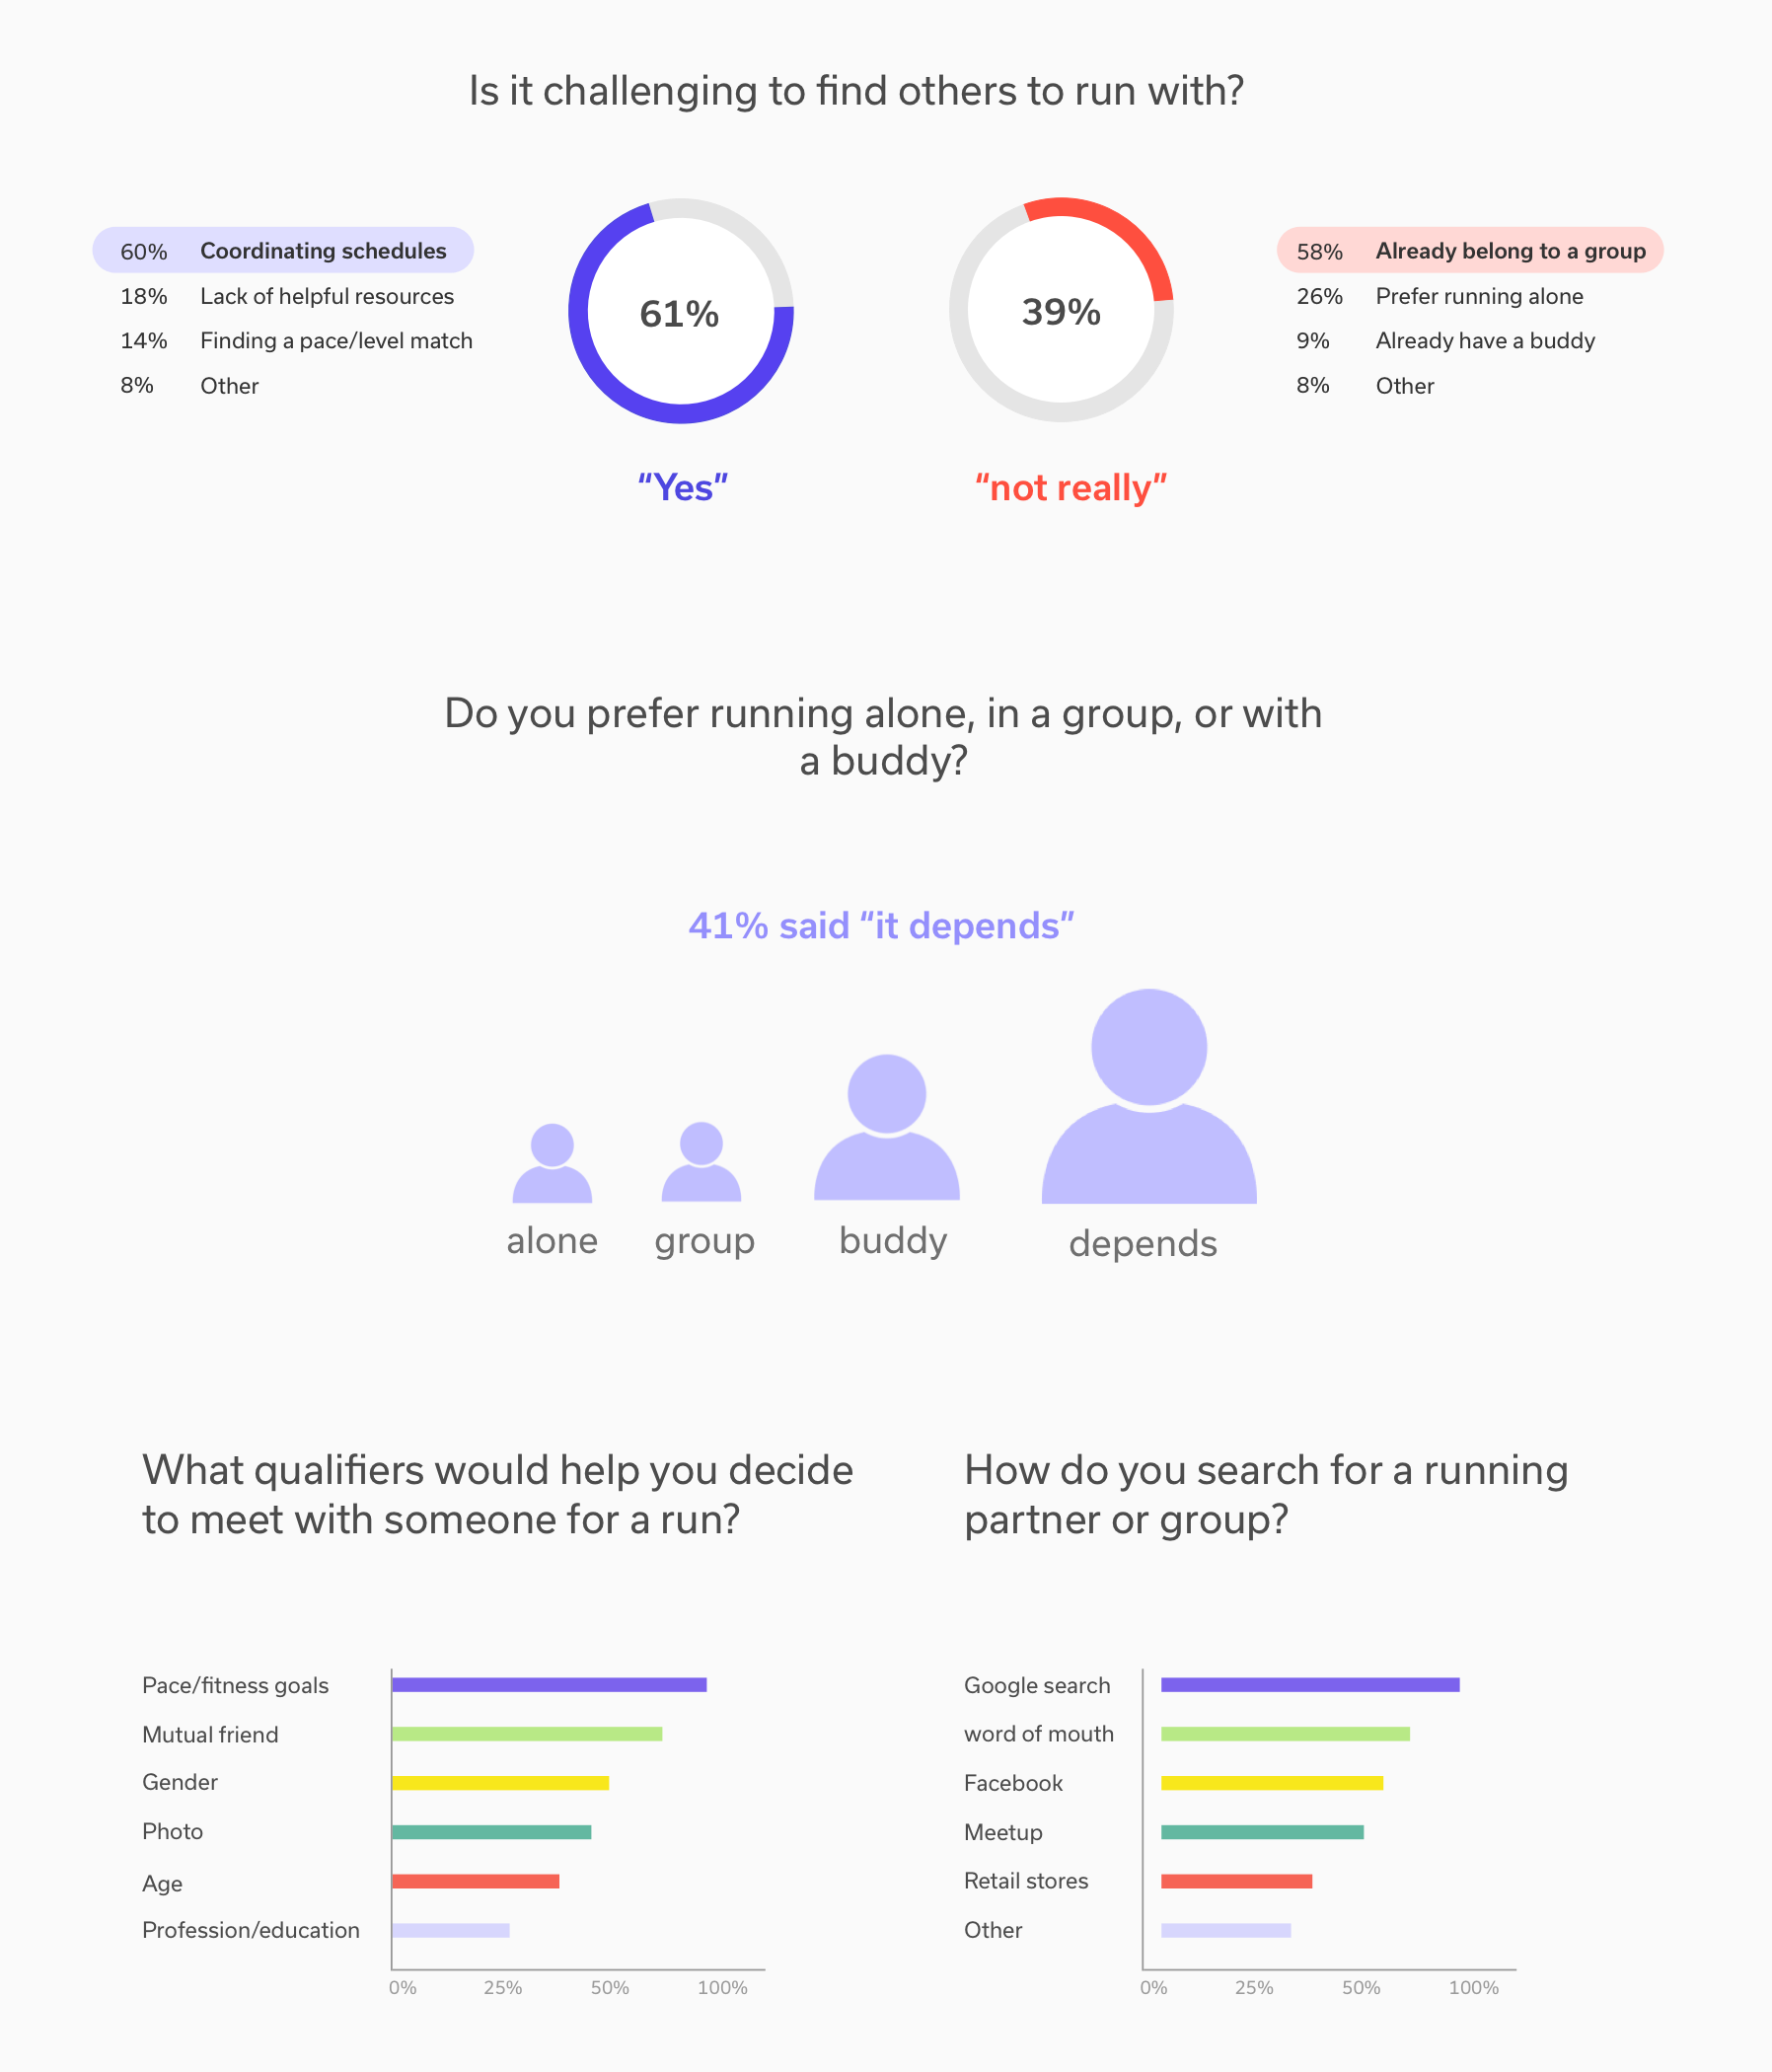 Is it challenging to find others to run with?
60% Coordinating schedules
18% Lack of helpful resources
14% Finding a pace/level match
8% Other
61%
“Yes”
39%
“not really”
58% Already belong to a group
26% Prefer running alone
9% Already have a buddy
8% Other
Do you prefer running alone, in a group, or with
a buddy?
41% said “it depends”
alone
group
buddy
depends
What qualifiers would help you decide
to meet with someone for a run?
Pace/fitness goals
Mutual friend
Gender
Photo
Age
Profession/education
0% 25% 50% 100%
How do you search for a running
partner or group?
Google search
word of mouth
Facebook
Meetup
Retail stores
Other
0% 25% 50% 100%